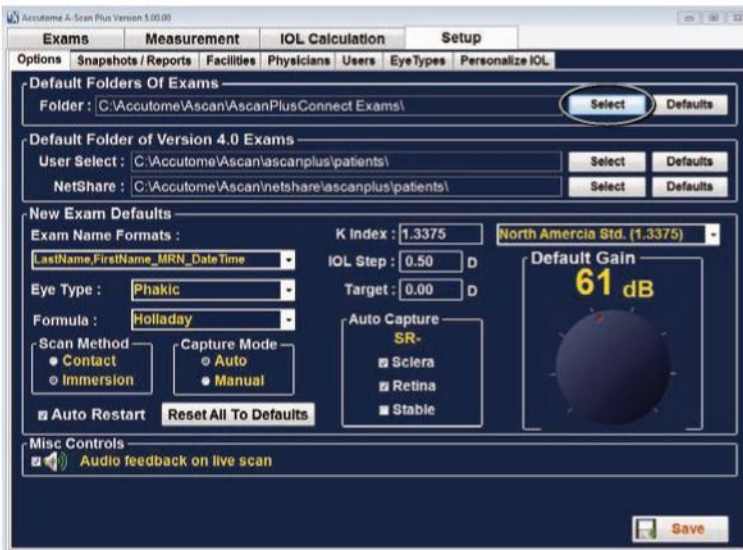 Accutome A-Scan Plus Version 5.00.00
Exams Measurement IOL Calculation Setup
Options Snapshots / Reports Facilities Physicians Users EyeTypes Personalize IOL
Default Folders Of Exams
Folder : C:\Accutome\Ascan\AscanPlusConnect Exams\ Select Defaults
Default Folder of Version 4.0 Exams
User Select : C:\Accutome\Ascan\ascanplus\patients\ Select Defaults
NetShare : C:\Accutome\Ascan\netshare\ascanplus\patients\ Select Defaults
New Exam Defaults
Exam Name Formats : K Index : 1.3375 North Amercia Std. (1.3375)
LastName,FirstName_MRN_DateTime IOL Step : 0.50 D Default Gain
Eye Type : Phakic Target : 0.00 D 61 dB
Formula : Holladay Auto Capture
Scan Method Capture Mode SR-
Contact Auto Sclera
Immersion Manual Retina
Auto Restart Reset All To Defaults Stable
Misc Controls
Audio feedback on live scan
Save